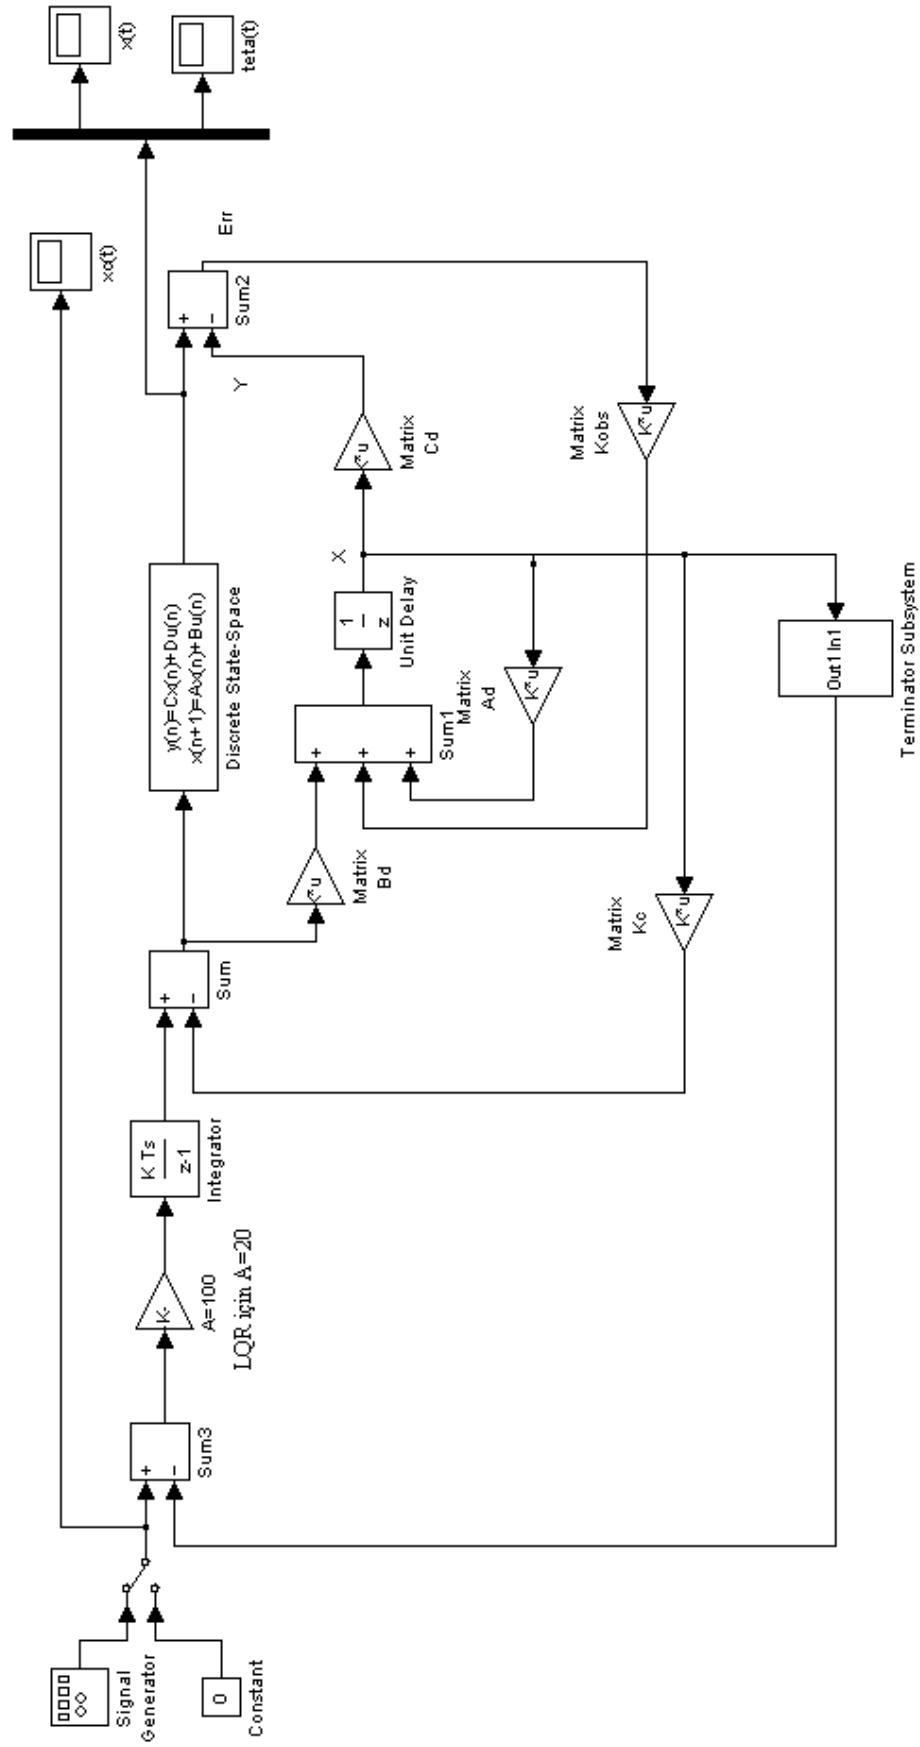 Signal
Generator
0
Constant
+
−
Sum3
K-
A=100
LQR için A=20
K Ts
z-1
Integrator
+
−
Sum
K*u
Matrix
Bd
y(n)=Cx(n)+Du(n)
x(n+1)=Ax(n)+Bu(n)
Discrete State-Space
+
+
+
Sum1
1
z
Unit Delay
X
K*u
Matrix
Ad
K*u
Matrix
Cd
Y
+
−
Sum2
Err
K*u
Matrix
Kobs
K*u
Matrix
Kc
Out1 In1
Terminator Subsystem
xc(t)
x(t)
teta(t)